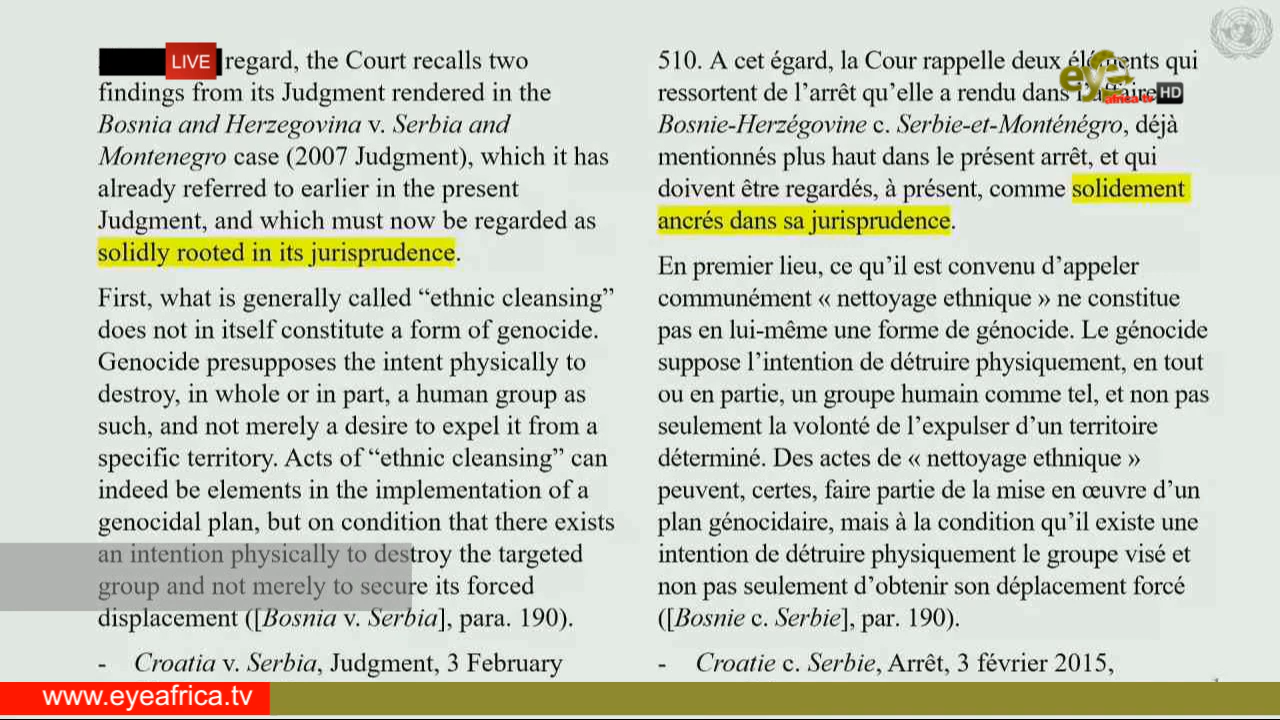 LIVE
regard, the Court recalls two
findings from its Judgment rendered in the
Bosnia and Herzegovina v. Serbia and
Montenegro case (2007 Judgment), which it has
already referred to earlier in the present
Judgment, and which must now be regarded as
solidly rooted in its jurisprudence.
First, what is generally called “ethnic cleansing”
does not in itself constitute a form of genocide.
Genocide presupposes the intent physically to
destroy, in whole or in part, a human group as
such, and not merely a desire to expel it from a
specific territory. Acts of “ethnic cleansing” can
indeed be elements in the implementation of a
genocidal plan, but on condition that there exists
an intention physically to destroy the targeted
group and not merely to secure its forced
displacement ([Bosnia v. Serbia], para. 190).
- Croatia v. Serbia, Judgment, 3 February
510. A cet égard, la Cour rappelle deux éléments qui
ressortent de l’arrêt qu’elle a rendu dans l’affaire
Bosnie-Herzégovine c. Serbie-et-Monténégro, déjà
mentionnés plus haut dans le présent arrêt, et qui
doivent être regardés, à présent, comme solidement
ancrés dans sa jurisprudence.
En premier lieu, ce qu’il est convenu d’appeler
communément « nettoyage ethnique » ne constitue
pas en lui-même une forme de génocide. Le génocide
suppose l’intention de détruire physiquement, en tout
ou en partie, un groupe humain comme tel, et non pas
seulement la volonté de l’expulser d’un territoire
déterminé. Des actes de « nettoyage ethnique »
peuvent, certes, faire partie de la mise en œuvre d’un
plan génocidaire, mais à la condition qu’il existe une
intention de détruire physiquement le groupe visé et
non pas seulement d’obtenir son déplacement forcé
([Bosnie c. Serbie], par. 190).
- Croatie c. Serbie, Arrêt, 3 février 2015,
eye
africa tv HD
www.eyeafrica.tv